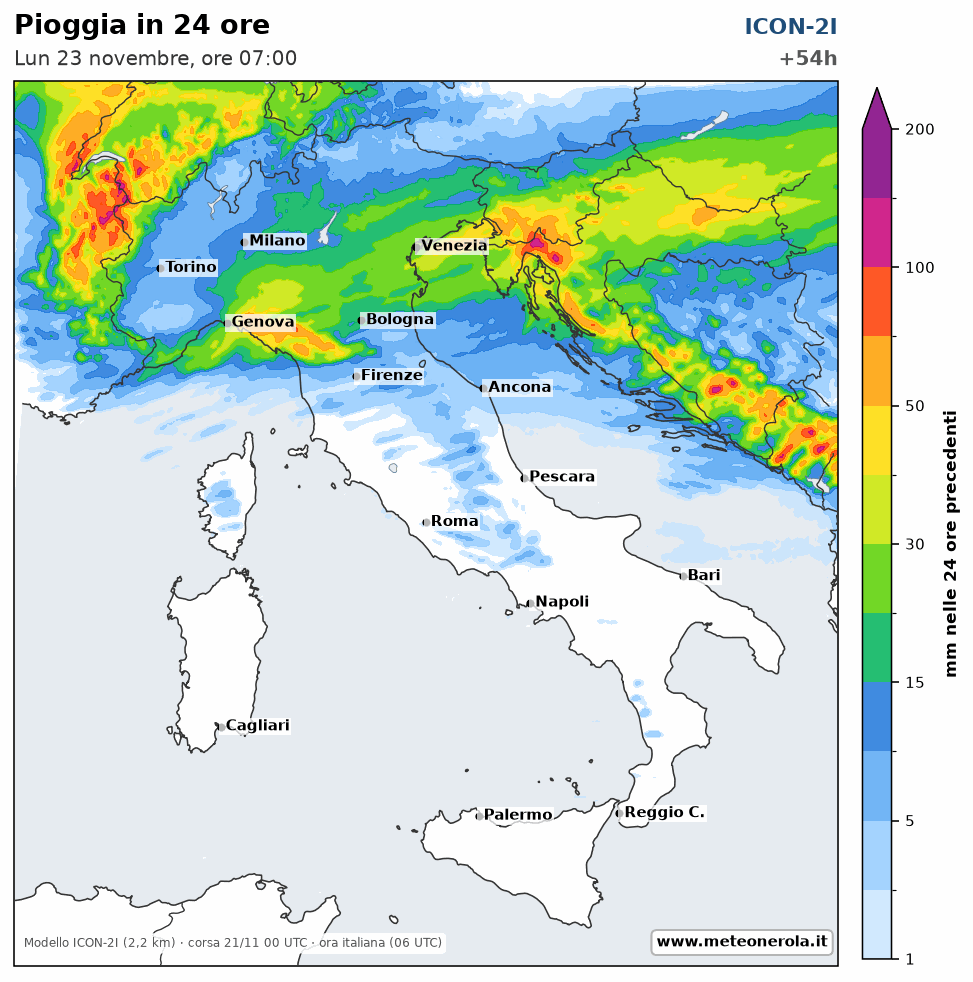 Pioggia in 24 ore
ICON-2I
Lun 23 novembre, ore 07:00
+54h
200
100
50
30
15
5
1
mm nelle 24 ore precedenti
Milano
Venezia
Torino
Genova
Bologna
Firenze
Ancona
Pescara
Roma
Bari
Napoli
Cagliari
Palermo
Reggio C.
Modello ICON-2I (2,2 km) · corsa 21/11 00 UTC · ora italiana (06 UTC)
www.meteonerola.it